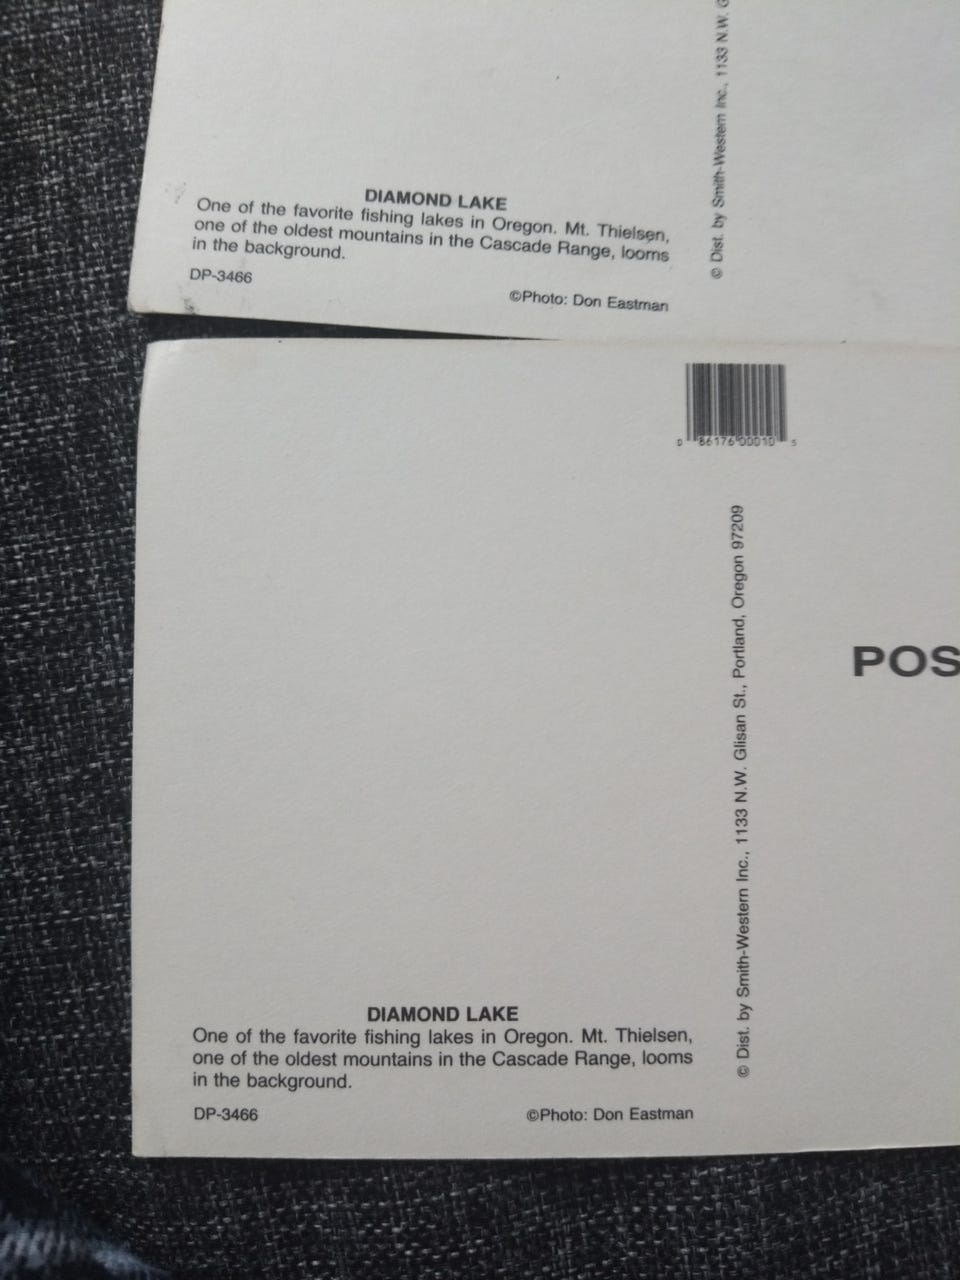 DIAMOND LAKE
One of the favorite fishing lakes in Oregon. Mt. Thielsen,
one of the oldest mountains in the Cascade Range, looms
in the background.
DP-3466
©Photo: Don Eastman
© Dist. by Smith-Western Inc., 1133 N.W. G
0 86176 00010 5
© Dist. by Smith-Western Inc., 1133 N.W. Glisan St., Portland, Oregon 97209
POS
DIAMOND LAKE
One of the favorite fishing lakes in Oregon. Mt. Thielsen,
one of the oldest mountains in the Cascade Range, looms
in the background.
DP-3466
©Photo: Don Eastman